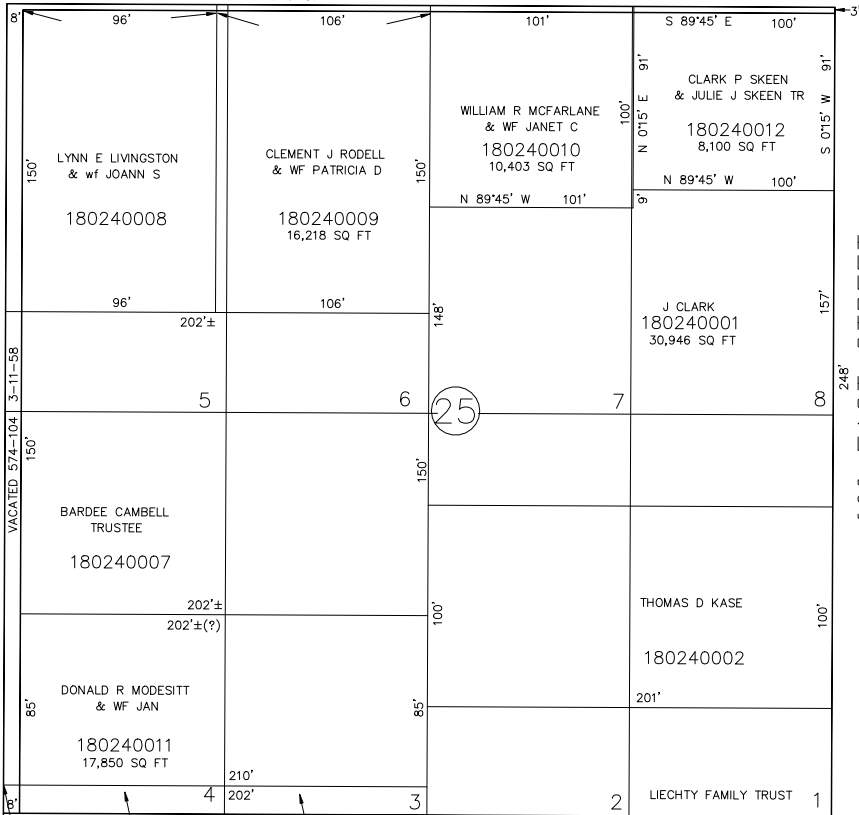 8'
96'
106'
101'
S 89°45' E 100'
3'
150'
LYNN E LIVINGSTON
& wf JOANN S
180240008
96'
CLEMENT J RODELL
& WF PATRICIA D
180240009
16,218 SQ FT
150'
106'
WILLIAM R MCFARLANE
& WF JANET C
180240010
10,403 SQ FT
100'
N 89°45' W 101'
N 0°15' E 91'
CLARK P SKEEN
& JULIE J SKEEN TR
180240012
8,100 SQ FT
S 0°15' W 91'
N 89°45' W 100'
9'
202'±
148'
J CLARK
180240001
30,946 SQ FT
157'
248'
VACATED 574-104 3-11-58
5
6
25
7
8
150'
BARDEE CAMBELL
TRUSTEE
180240007
150'
202'±
202'±(?)
100'
THOMAS D KASE
180240002
100'
201'
85'
DONALD R MODESITT
& WF JAN
180240011
17,850 SQ FT
85'
210'
8'
4
202'
3
2
LIECHTY FAMILY TRUST
1